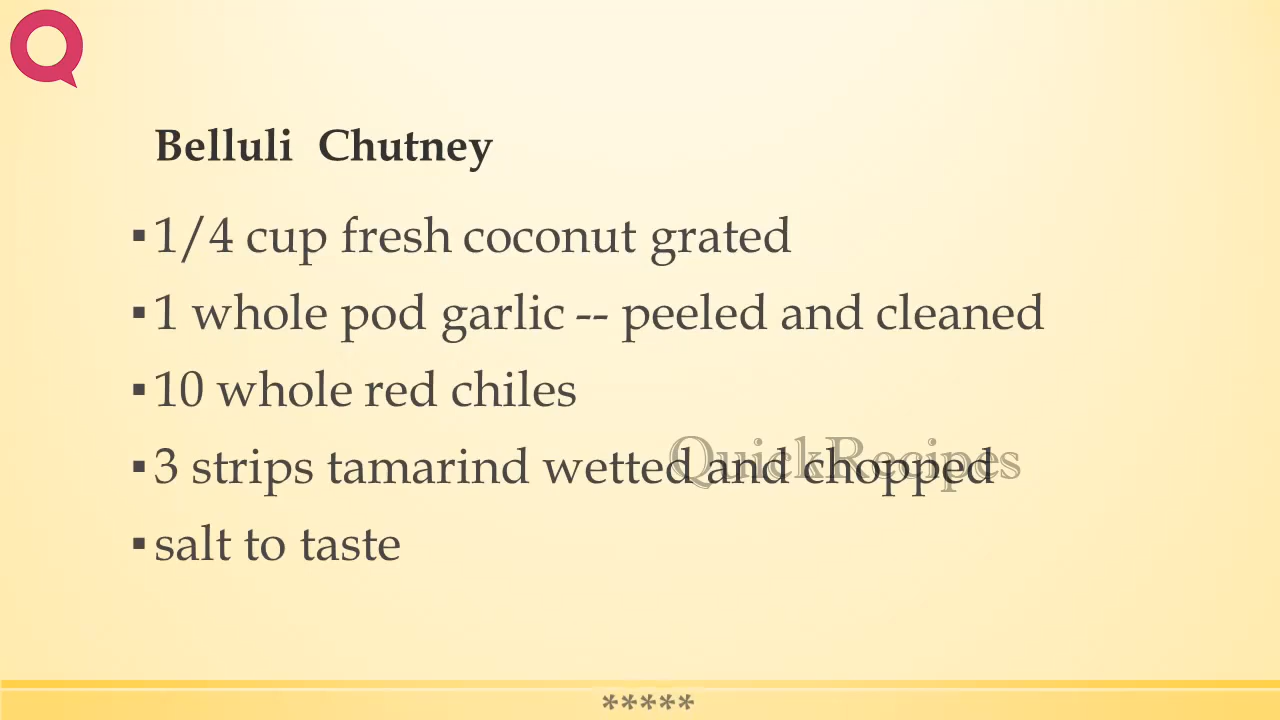 Belluli Chutney
▪1/4 cup fresh coconut grated
▪1 whole pod garlic -- peeled and cleaned
▪10 whole red chiles
▪3 strips tamarind wetted and chopped
QuickRecipes
▪salt to taste
*****